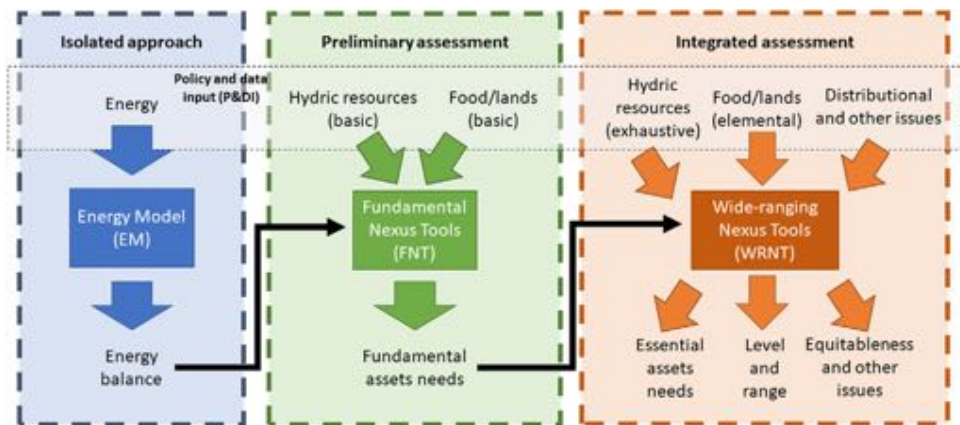 Isolated approach
Policy and data
input (P&DI)
Energy
Energy Model
(EM)
Energy
balance
Preliminary assessment
Hydric resources
(basic)
Food/lands
(basic)
Fundamental
Nexus Tools
(FNT)
Fundamental
assets needs
Integrated assessment
Hydric
resources
(exhaustive)
Food/lands
(elemental)
Distributional
and other issues
Wide-ranging
Nexus Tools
(WRNT)
Essential
assets
needs
Level
and
range
Equitableness
and other
issues